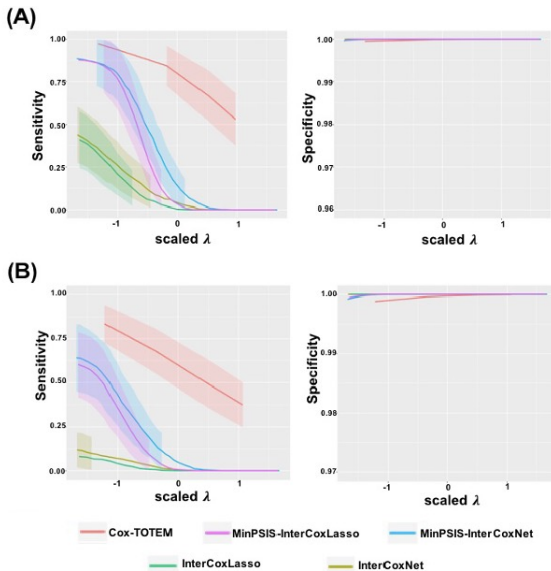 (A)
Sensitivity
1.00
0.75
0.50
0.25
0.00
-1
0
1
scaled λ
Specificity
1.00
0.99
0.98
0.97
0.96
-1
0
1
scaled λ
(B)
Sensitivity
1.00
0.75
0.50
0.25
0.00
-1
0
1
scaled λ
Specificity
1.00
0.99
0.98
0.97
-1
0
1
scaled λ
Cox-TOTEM MinPSIS-InterCoxLasso MinPSIS-InterCoxNet
InterCoxLasso InterCoxNet